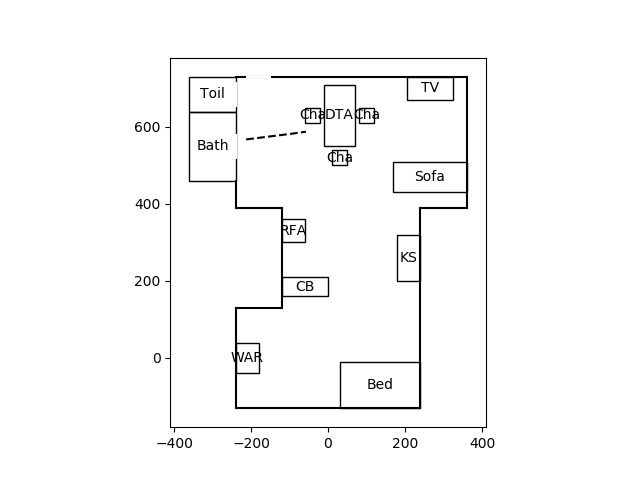 Toil
TV
Cha
DTA
Cha
600
Bath
Cha
Sofa
400
RFA
KS
200
CB
0
WAR
Bed
−400
−200
0
200
400